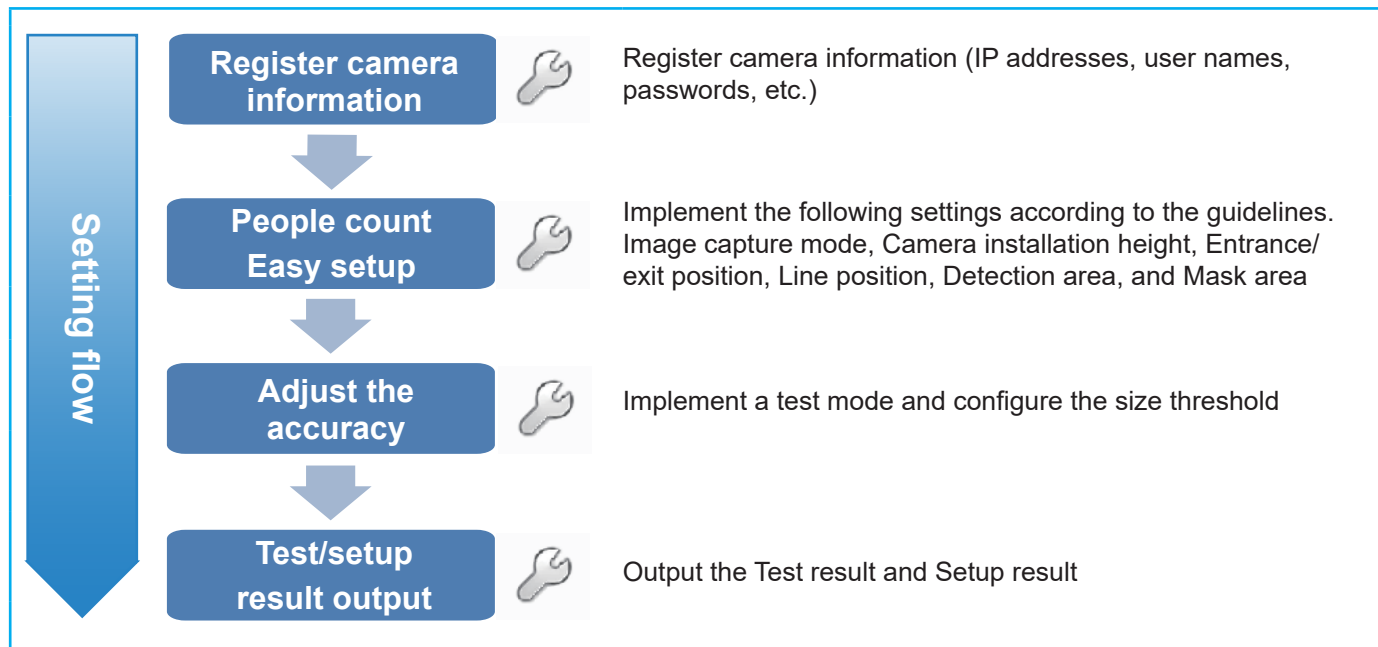 Setting flow
Register camera
information
Register camera information (IP addresses, user names,
passwords, etc.)
People count
Easy setup
Implement the following settings according to the guidelines.
Image capture mode, Camera installation height, Entrance/
exit position, Line position, Detection area, and Mask area
Adjust the
accuracy
Implement a test mode and configure the size threshold
Test/setup
result output
Output the Test result and Setup result